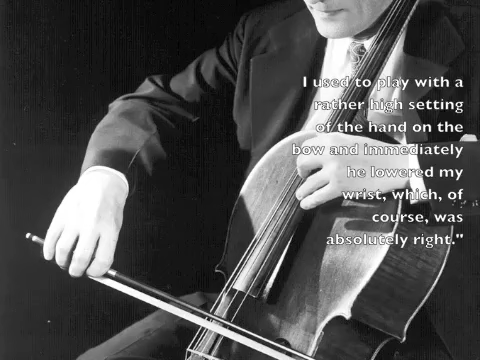 I used to play with a
rather high setting
of the hand on the
bow and immediately
he lowered my
wrist, which, of
course, was
absolutely right."